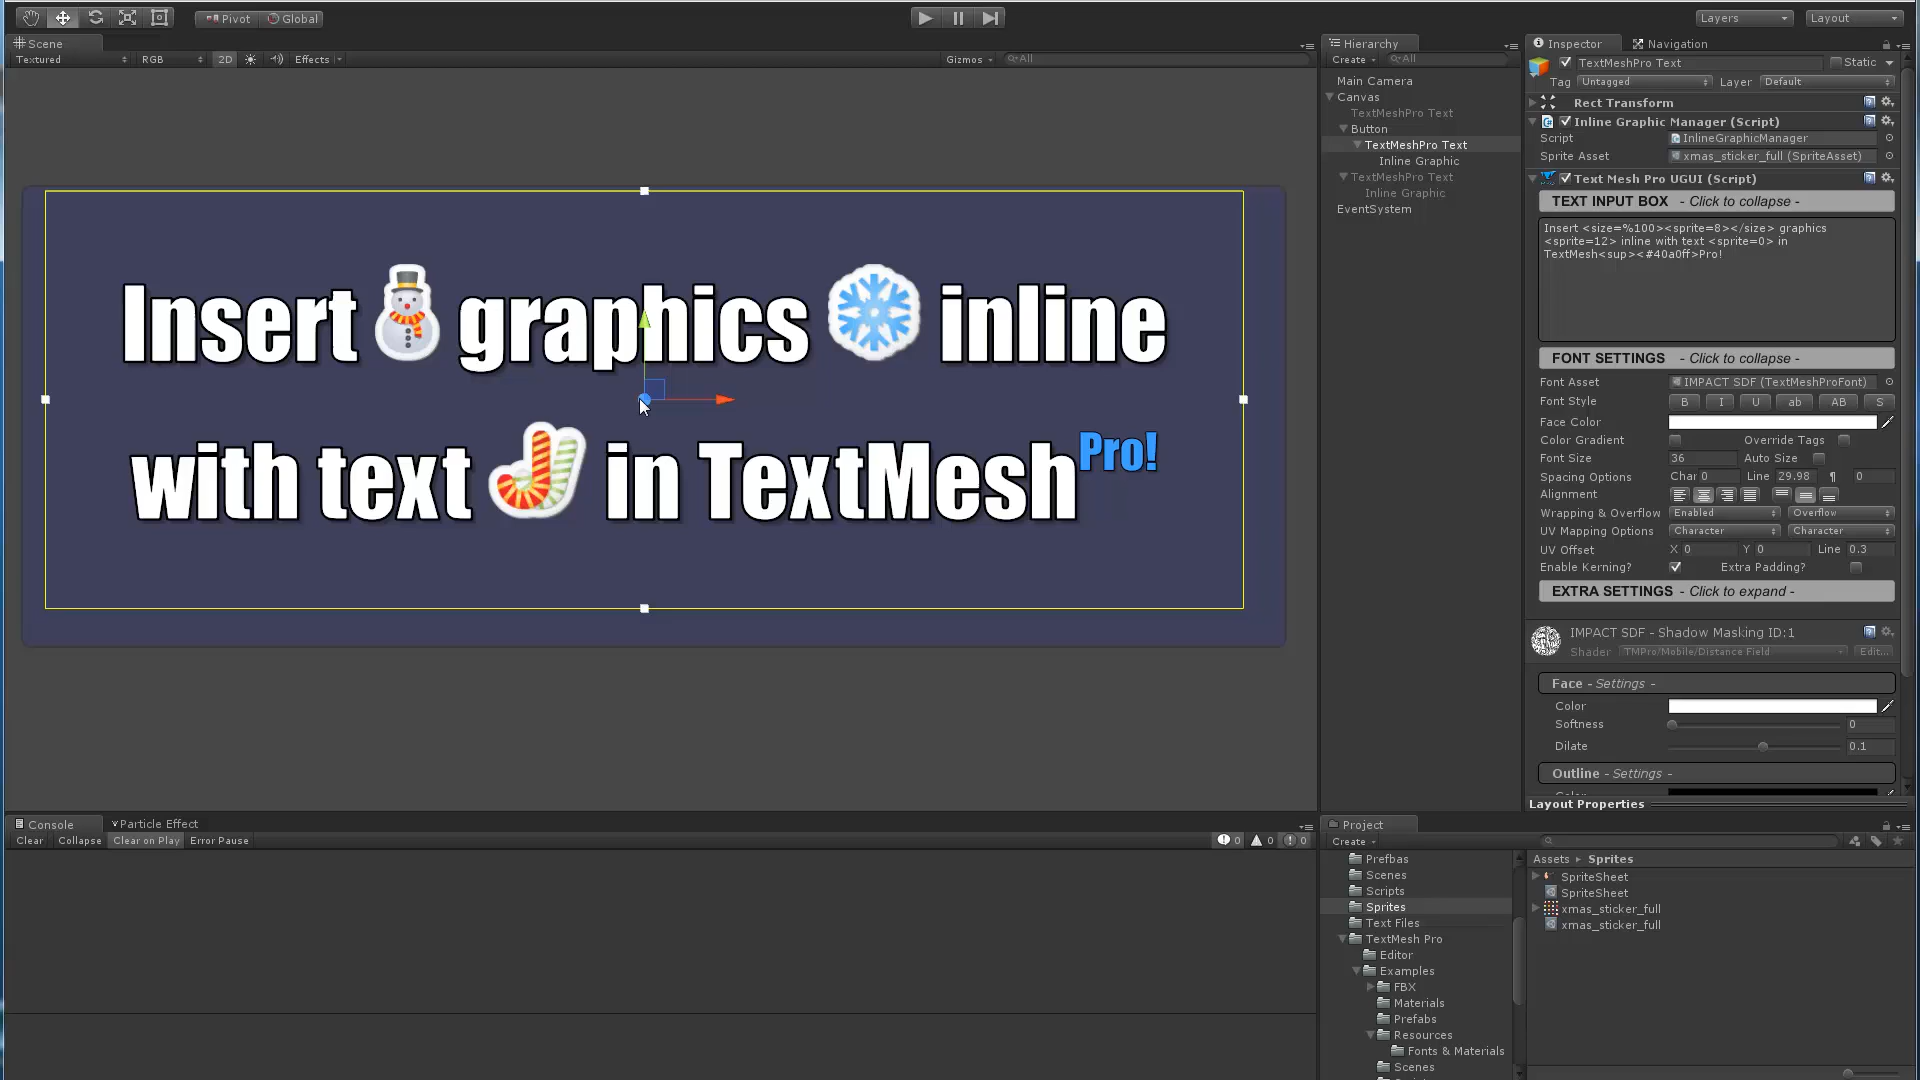 Pivot
Global
Layers
Layout
Scene
Textured
RGB
2D
Effects
Gizmos
All
Insert graphics inline
with text in TextMeshPro!
Console
Particle Effect
Clear
Collapse
Clear on Play
Error Pause
0
0
0
Hierarchy
Create
All
Main Camera
Canvas
TextMeshPro Text
Button
TextMeshPro Text
Inline Graphic
TextMeshPro Text
Inline Graphic
EventSystem
Inspector
Navigation
TextMeshPro Text
Static
Tag Untagged Layer Default
Rect Transform
Inline Graphic Manager (Script)
Script InlineGraphicManager
Sprite Asset xmas_sticker_full (SpriteAsset)
Text Mesh Pro UGUI (Script)
TEXT INPUT BOX - Click to collapse -
Insert <size=%100><sprite=8></size> graphics
<sprite=12> inline with text <sprite=0> in
TextMesh<sup><#40a0ff>Pro!
FONT SETTINGS - Click to collapse -
Font Asset IMPACT SDF (TextMeshProFont)
Font Style B I U ab AB S
Face Color
Color Gradient Override Tags
Font Size 36 Auto Size
Spacing Options Char 0 Line 29.98 ¶ 0
Alignment
Wrapping & Overflow Enabled Overflow
UV Mapping Options Character Character
UV Offset X 0 Y 0 Line 0.3
Enable Kerning? Extra Padding?
EXTRA SETTINGS - Click to expand -
IMPACT SDF - Shadow Masking ID:1
Shader TMPro/Mobile/Distance Field Edit...
Face - Settings -
Color
Softness 0
Dilate 0.1
Outline - Settings -
Layout Properties
Project
Create
Prefbas
Scenes
Scripts
Sprites
Text Files
TextMesh Pro
Editor
Examples
FBX
Materials
Prefabs
Resources
Fonts & Materials
Scenes
Assets Sprites
SpriteSheet
SpriteSheet
xmas_sticker_full
xmas_sticker_full